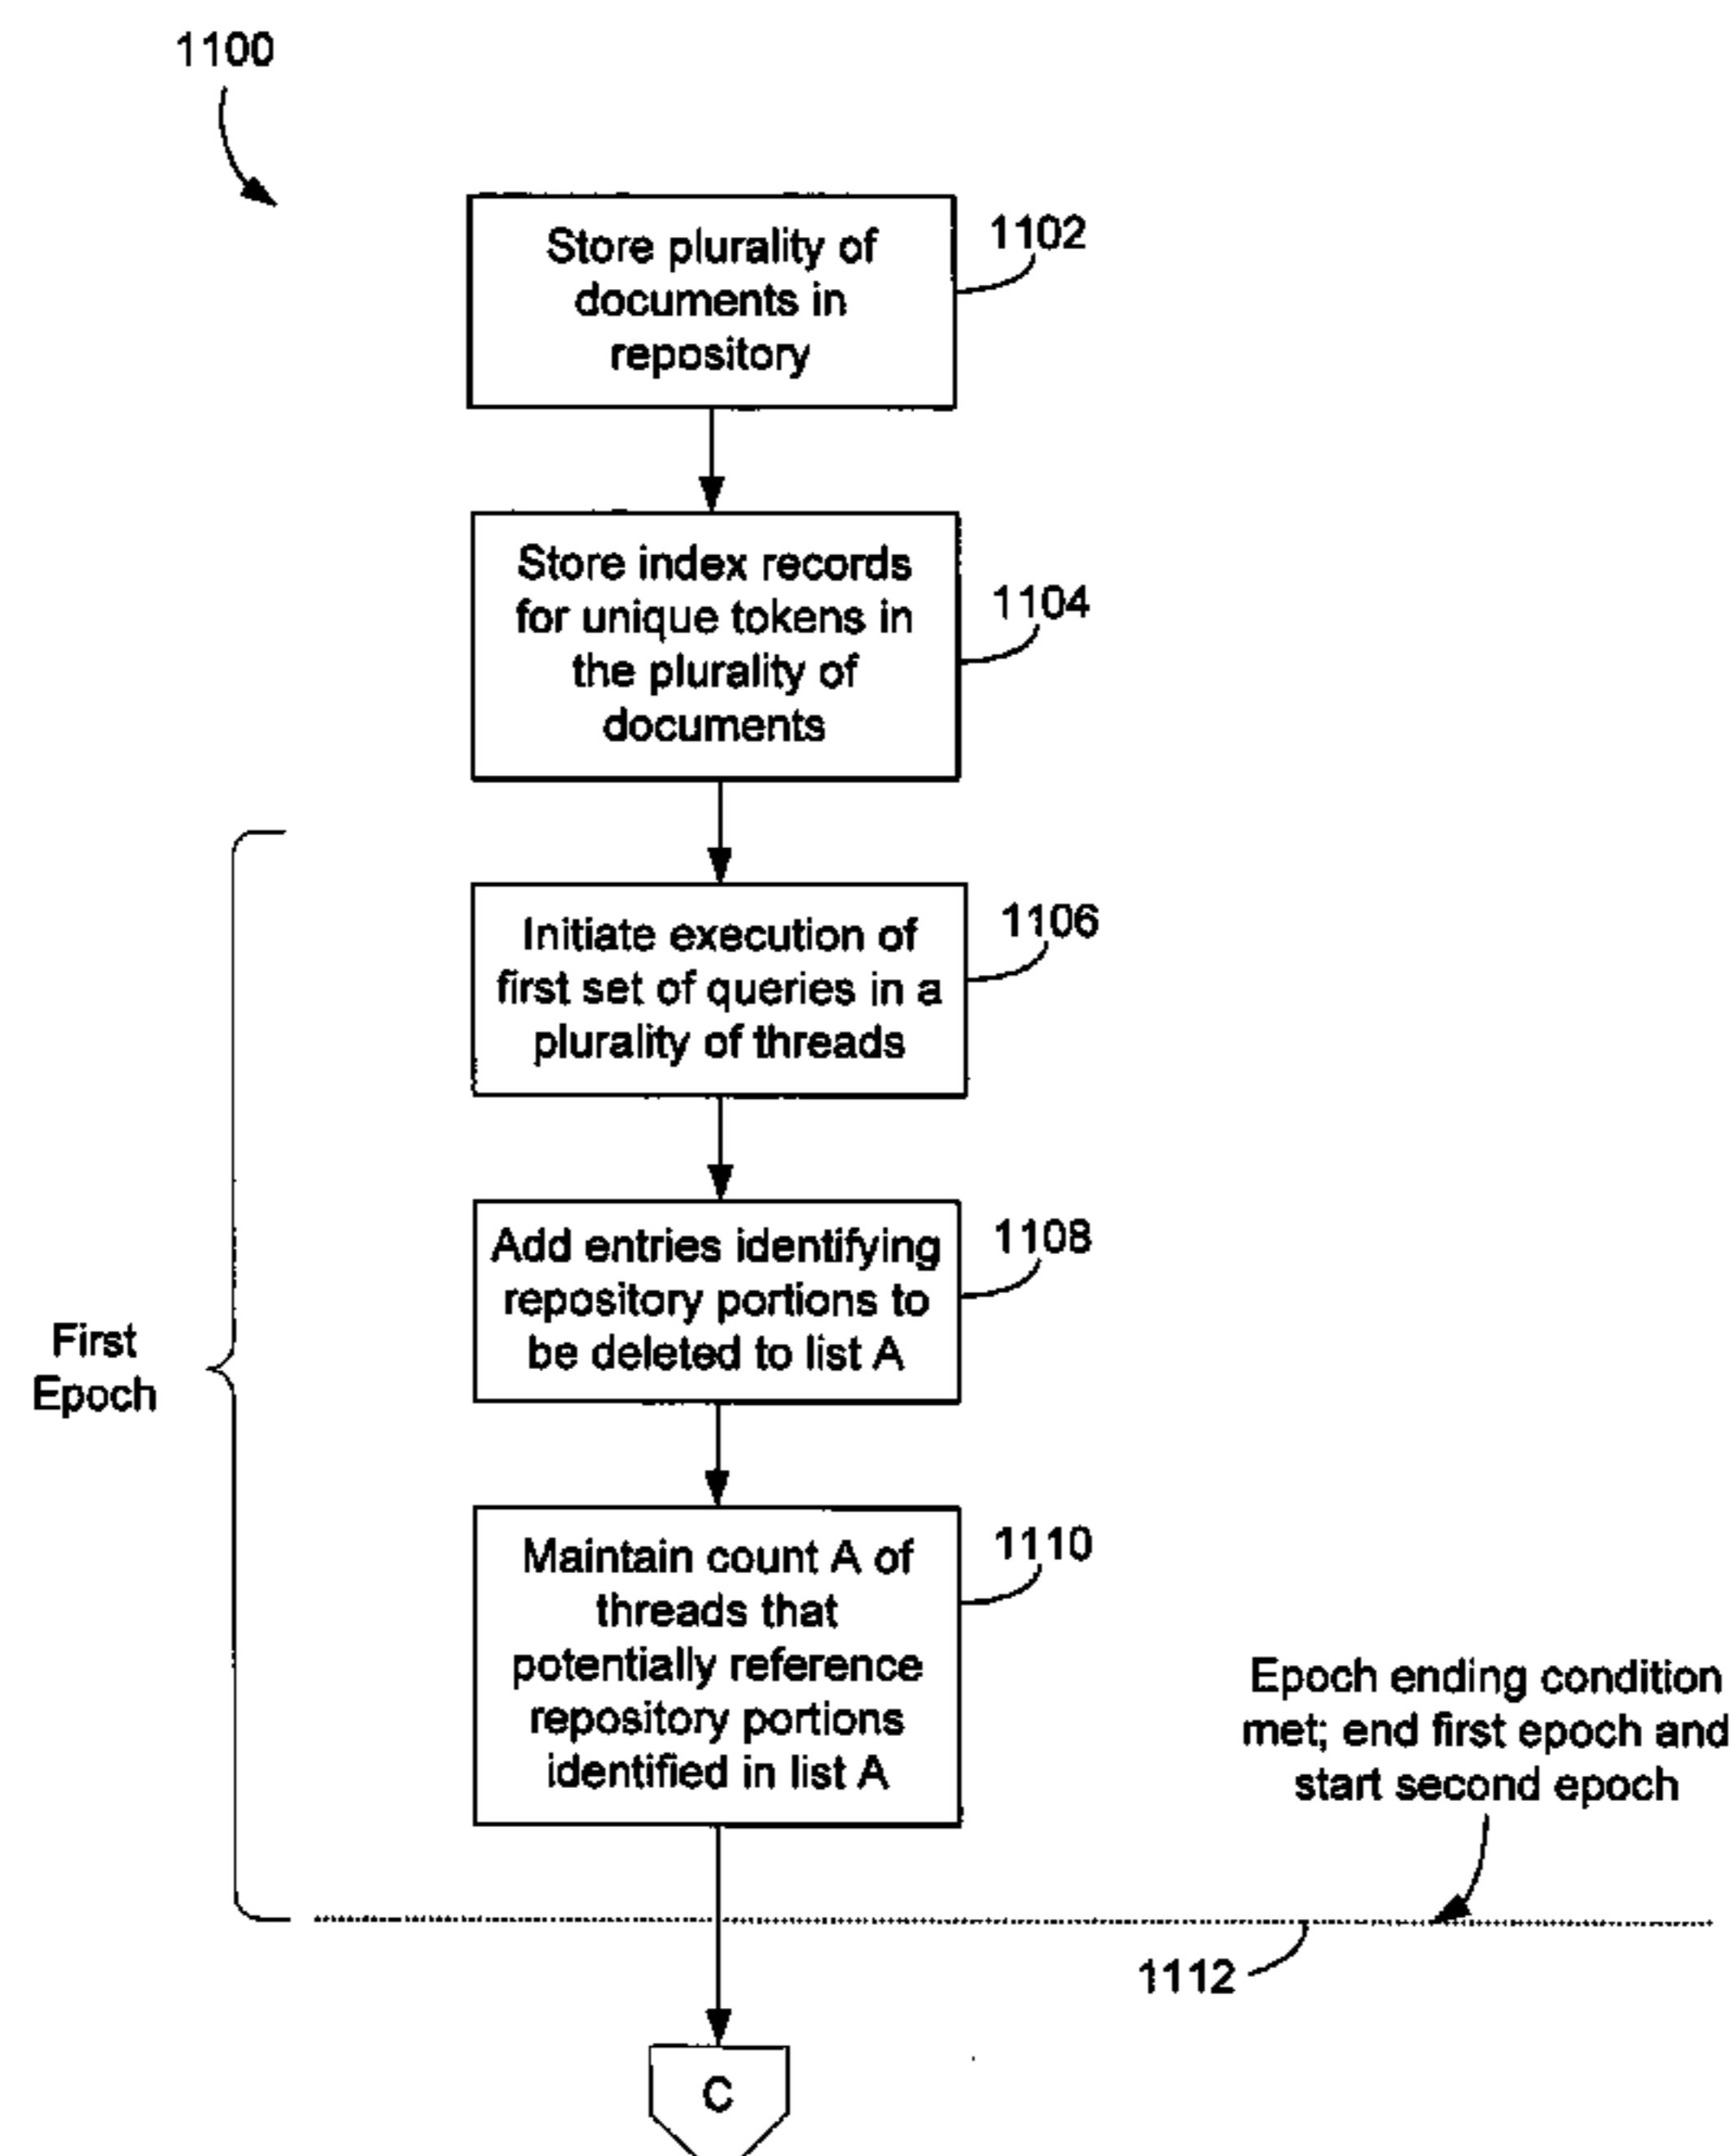 1100
Store plurality of
documents in
repository
1102
Store index records
for unique tokens in
the plurality of
documents
1104
Initiate execution of
first set of queries in a
plurality of threads
1106
Add entries identifying
repository portions to
be deleted to list A
1108
First
Epoch
Maintain count A of
threads that
potentially reference
repository portions
identified in list A
1110
Epoch ending condition
met; end first epoch and
start second epoch
1112
C